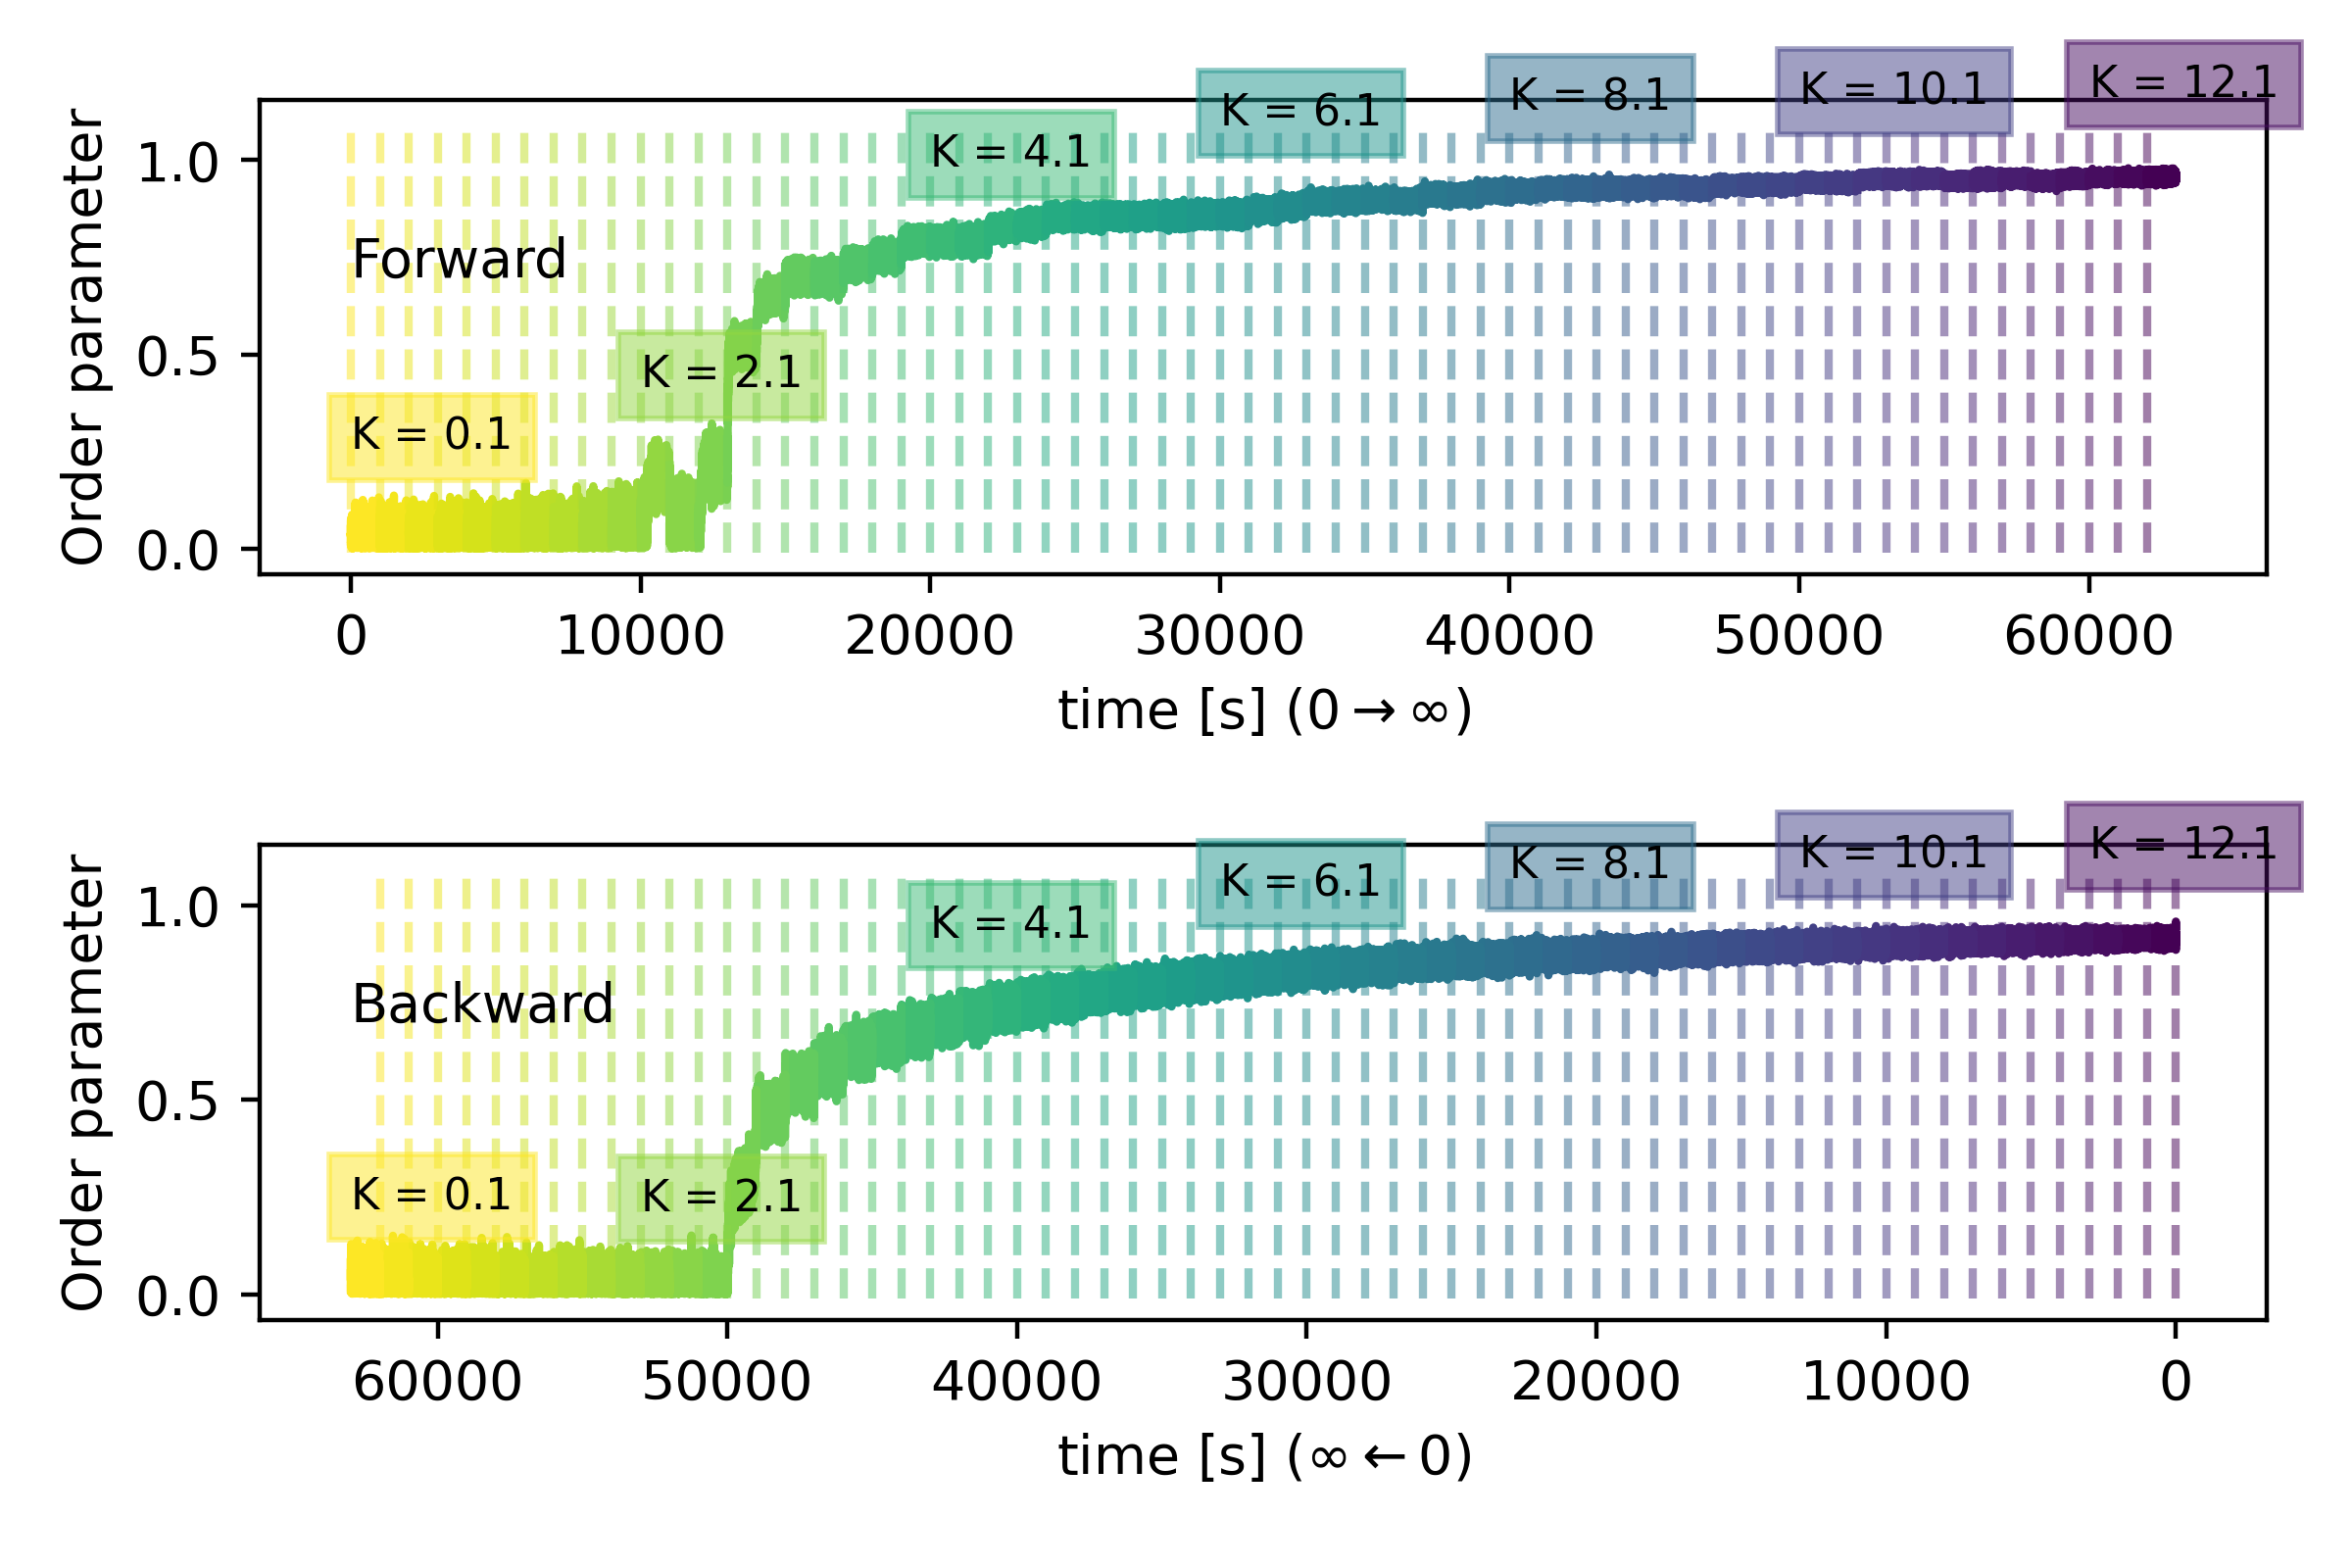 K = 12.1
K = 10.1
K = 8.1
K = 6.1
K = 4.1
K = 2.1
K = 0.1
Forward
Order parameter
1.0
0.5
0.0
0 10000 20000 30000 40000 50000 60000
time [s] (0 → ∞)
K = 12.1
K = 10.1
K = 8.1
K = 6.1
K = 4.1
K = 2.1
K = 0.1
Backward
Order parameter
1.0
0.5
0.0
60000 50000 40000 30000 20000 10000 0
time [s] (∞ ← 0)